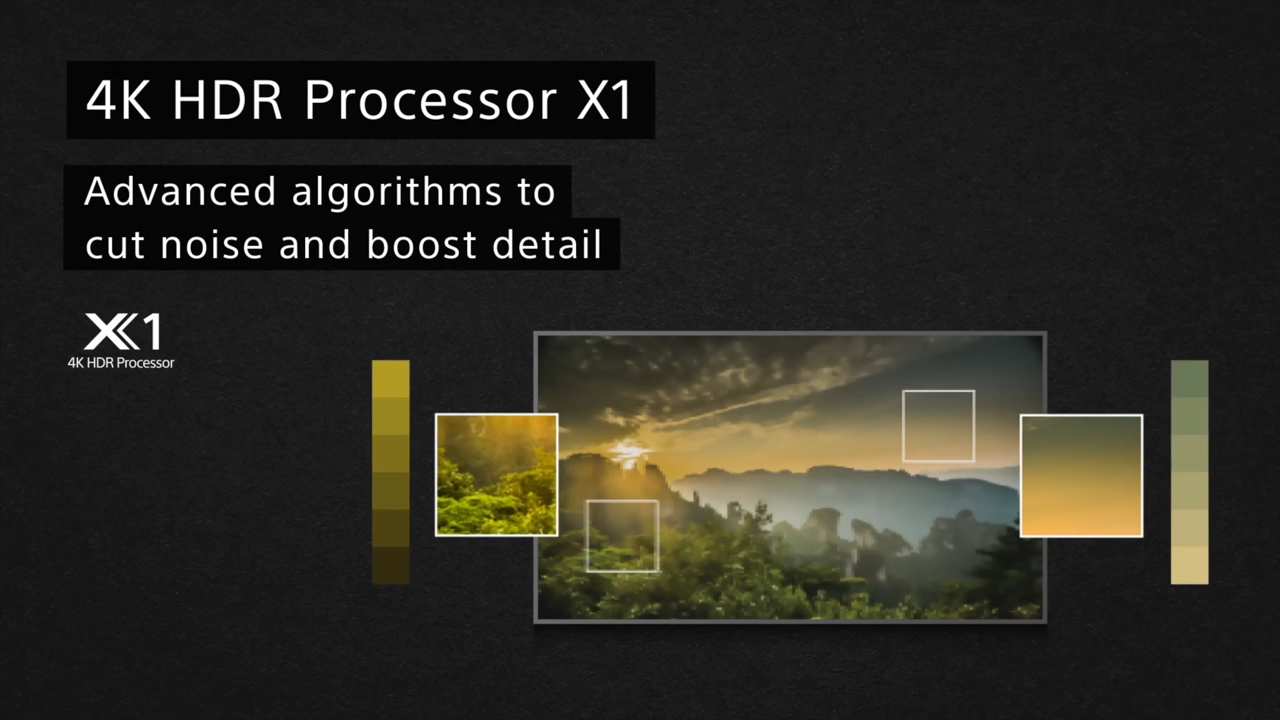 4K HDR Processor X1
Advanced algorithms to
cut noise and boost detail
X1
4K HDR Processor